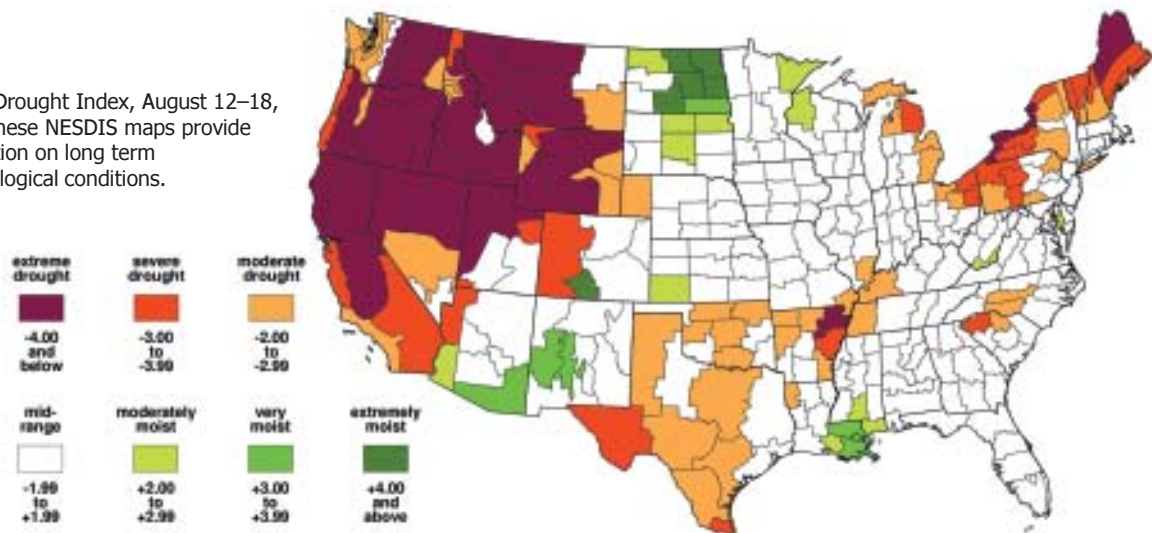 Drought Index, August 12–18,
hese NESDIS maps provide
tion on long term
logical conditions.
extreme drought
-4.00 and below
severe drought
-3.00 to -3.99
moderate drought
-2.00 to -2.99
mid-range
-1.99 to +1.99
moderately moist
+2.00 to +2.99
very moist
+3.00 to +3.99
extremely moist
+4.00 and above